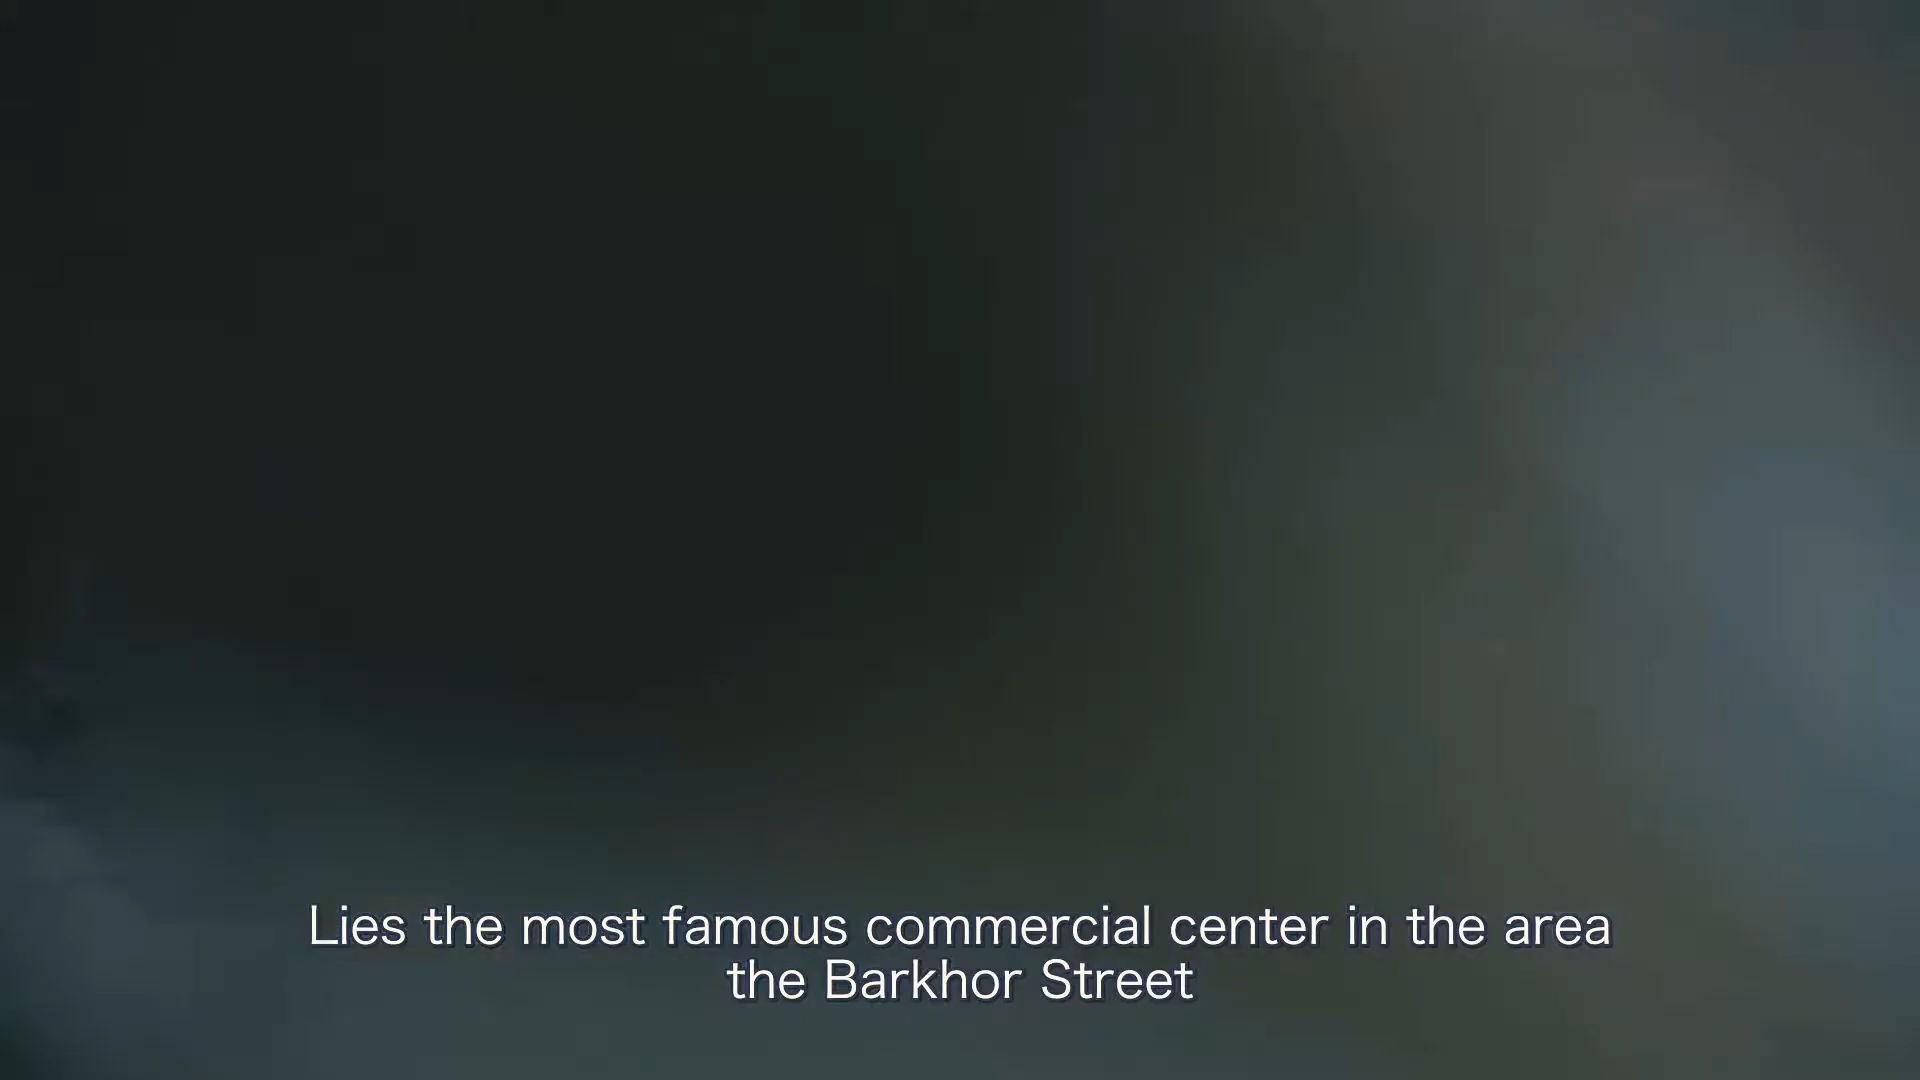 Lies the most famous commercial center in the area
the Barkhor Street